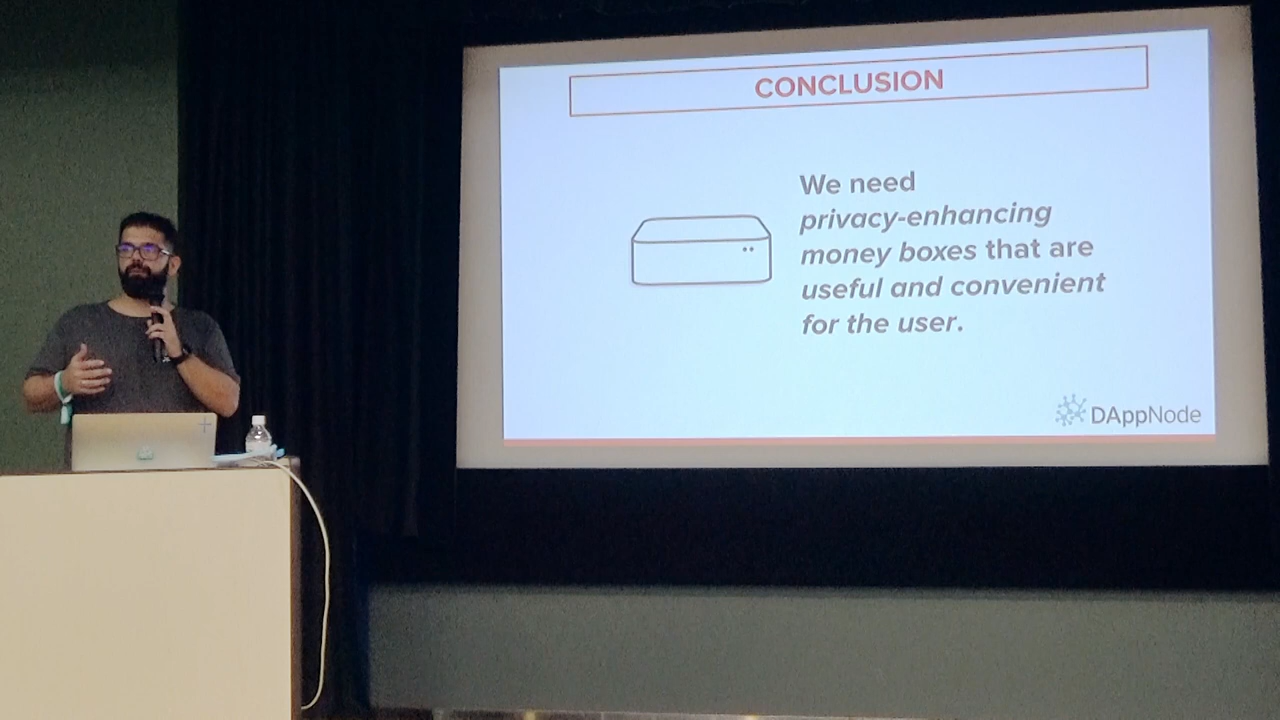 CONCLUSION
We need
privacy-enhancing
money boxes that are
useful and convenient
for the user.
DAppNode